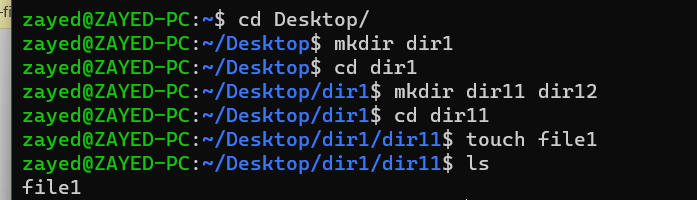 -fi
zayed@ZAYED-PC:~$ cd Desktop/
zayed@ZAYED-PC:~/Desktop$ mkdir dir1
zayed@ZAYED-PC:~/Desktop$ cd dir1
zayed@ZAYED-PC:~/Desktop/dir1$ mkdir dir11 dir12
zayed@ZAYED-PC:~/Desktop/dir1$ cd dir11
zayed@ZAYED-PC:~/Desktop/dir1/dir11$ touch file1
zayed@ZAYED-PC:~/Desktop/dir1/dir11$ ls
file1